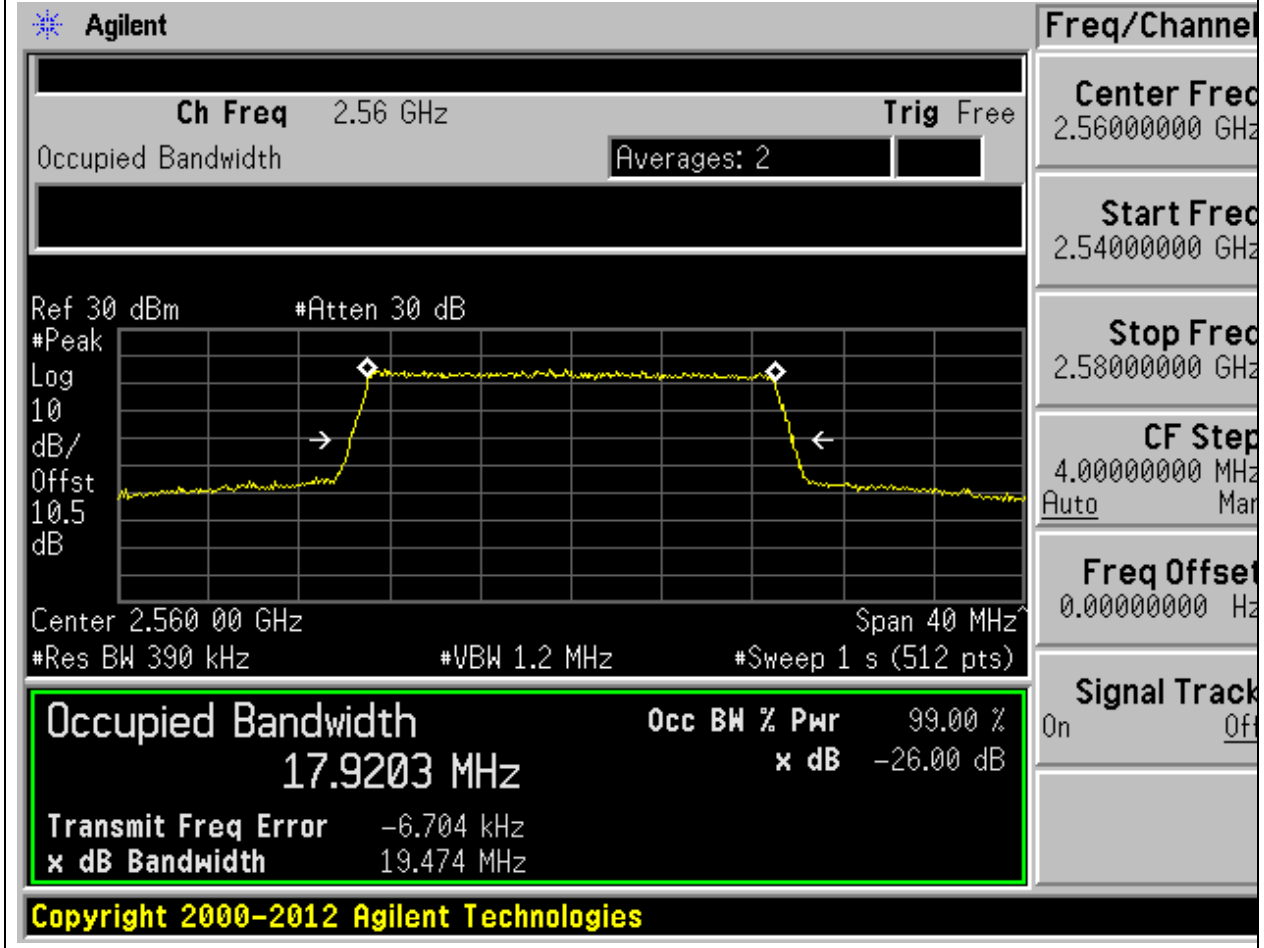 Agilent
Freq/Channel
Ch Freq 2.56 GHz Trig Free
Occupied Bandwidth Averages: 2
Center Freq
2.56000000 GHz
Start Freq
2.54000000 GHz
Stop Freq
2.58000000 GHz
CF Step
4.00000000 MHz
Auto Man
Freq Offset
0.00000000 Hz
Signal Track
On Off
Ref 30 dBm #Atten 30 dB
#Peak
Log
10
dB/
Offst
10.5
dB
Center 2.560 00 GHz Span 40 MHz^
#Res BW 390 kHz #VBW 1.2 MHz #Sweep 1 s (512 pts)
Occupied Bandwidth
17.9203 MHz
Occ BW % Pwr 99.00 %
x dB -26.00 dB
Transmit Freq Error -6.704 kHz
x dB Bandwidth 19.474 MHz
Copyright 2000-2012 Agilent Technologies